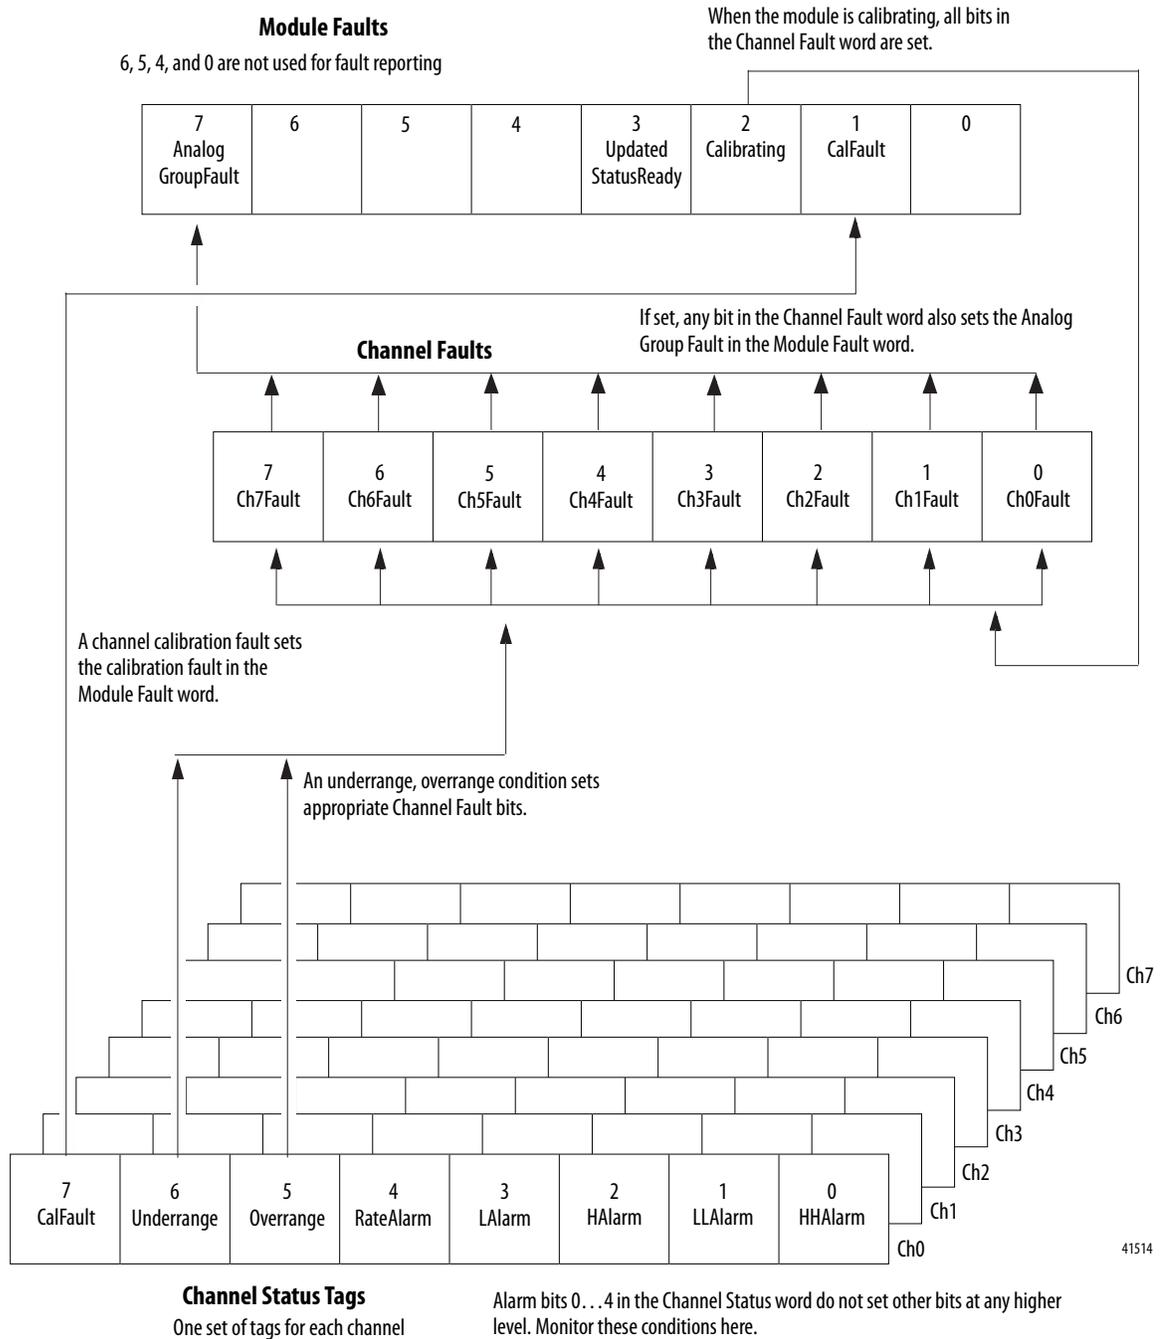 Module Faults
6, 5, 4, and 0 are not used for fault reporting
When the module is calibrating, all bits in
the Channel Fault word are set.
7
Analog
GroupFault
6
5
4
3
Updated
StatusReady
2
Calibrating
1
CalFault
0
If set, any bit in the Channel Fault word also sets the Analog
Group Fault in the Module Fault word.
Channel Faults
7
Ch7Fault
6
Ch6Fault
5
Ch5Fault
4
Ch4Fault
3
Ch3Fault
2
Ch2Fault
1
Ch1Fault
0
Ch0Fault
A channel calibration fault sets
the calibration fault in the
Module Fault word.
An underrange, overrange condition sets
appropriate Channel Fault bits.
Ch7
Ch6
Ch5
Ch4
Ch3
Ch2
Ch1
Ch0
7
CalFault
6
Underrange
5
Overrange
4
RateAlarm
3
LAlarm
2
HAlarm
1
LLAlarm
0
HHAlarm
41514
Channel Status Tags
One set of tags for each channel
Alarm bits 0...4 in the Channel Status word do not set other bits at any higher
level. Monitor these conditions here.